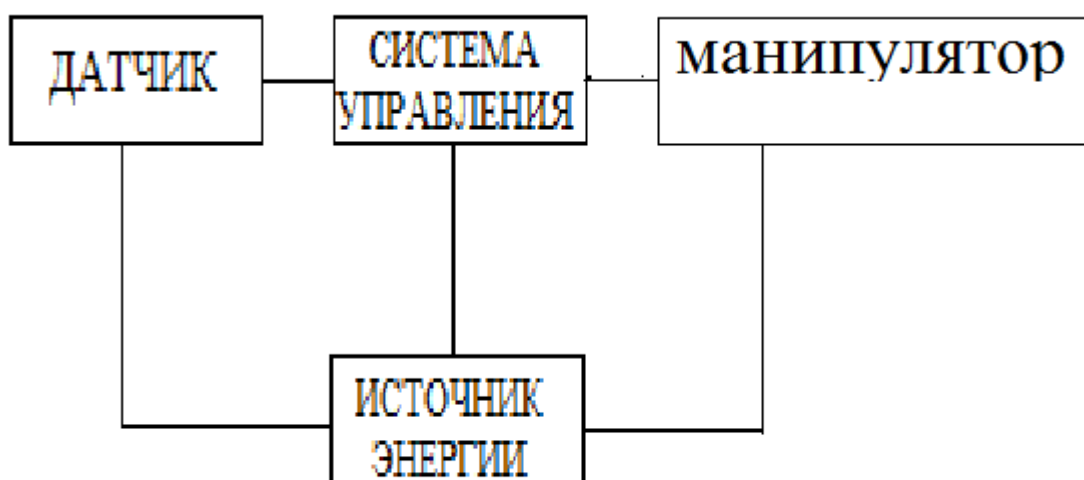 ДАТЧИК
СИСТЕМА
УПРАВЛЕНИЯ
манипулятор
ИСТОЧНИК
ЭНЕРГИИ